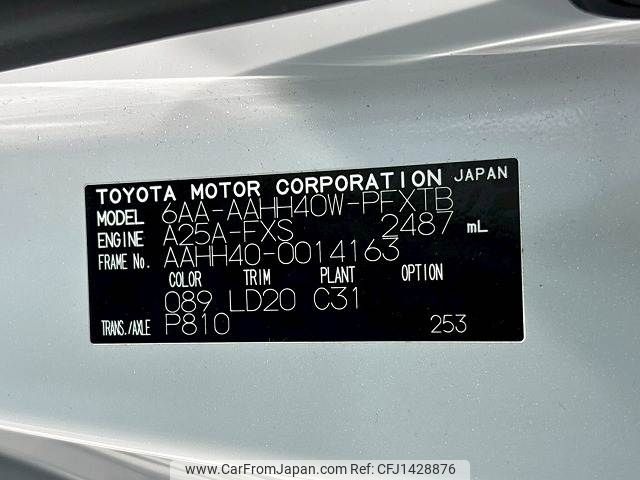 TOYOTA MOTOR CORPORATION JAPAN
MODEL 6AA-AAHH40W-PFXTB
ENGINE A25A-FXS 2487 mL
FRAME No. AAHH40-0014163
COLOR TRIM PLANT OPTION
089 LD20 C31
TRANS./AXLE P810 253
www.CarFromJapan.com Ref.No: CFJ1428876